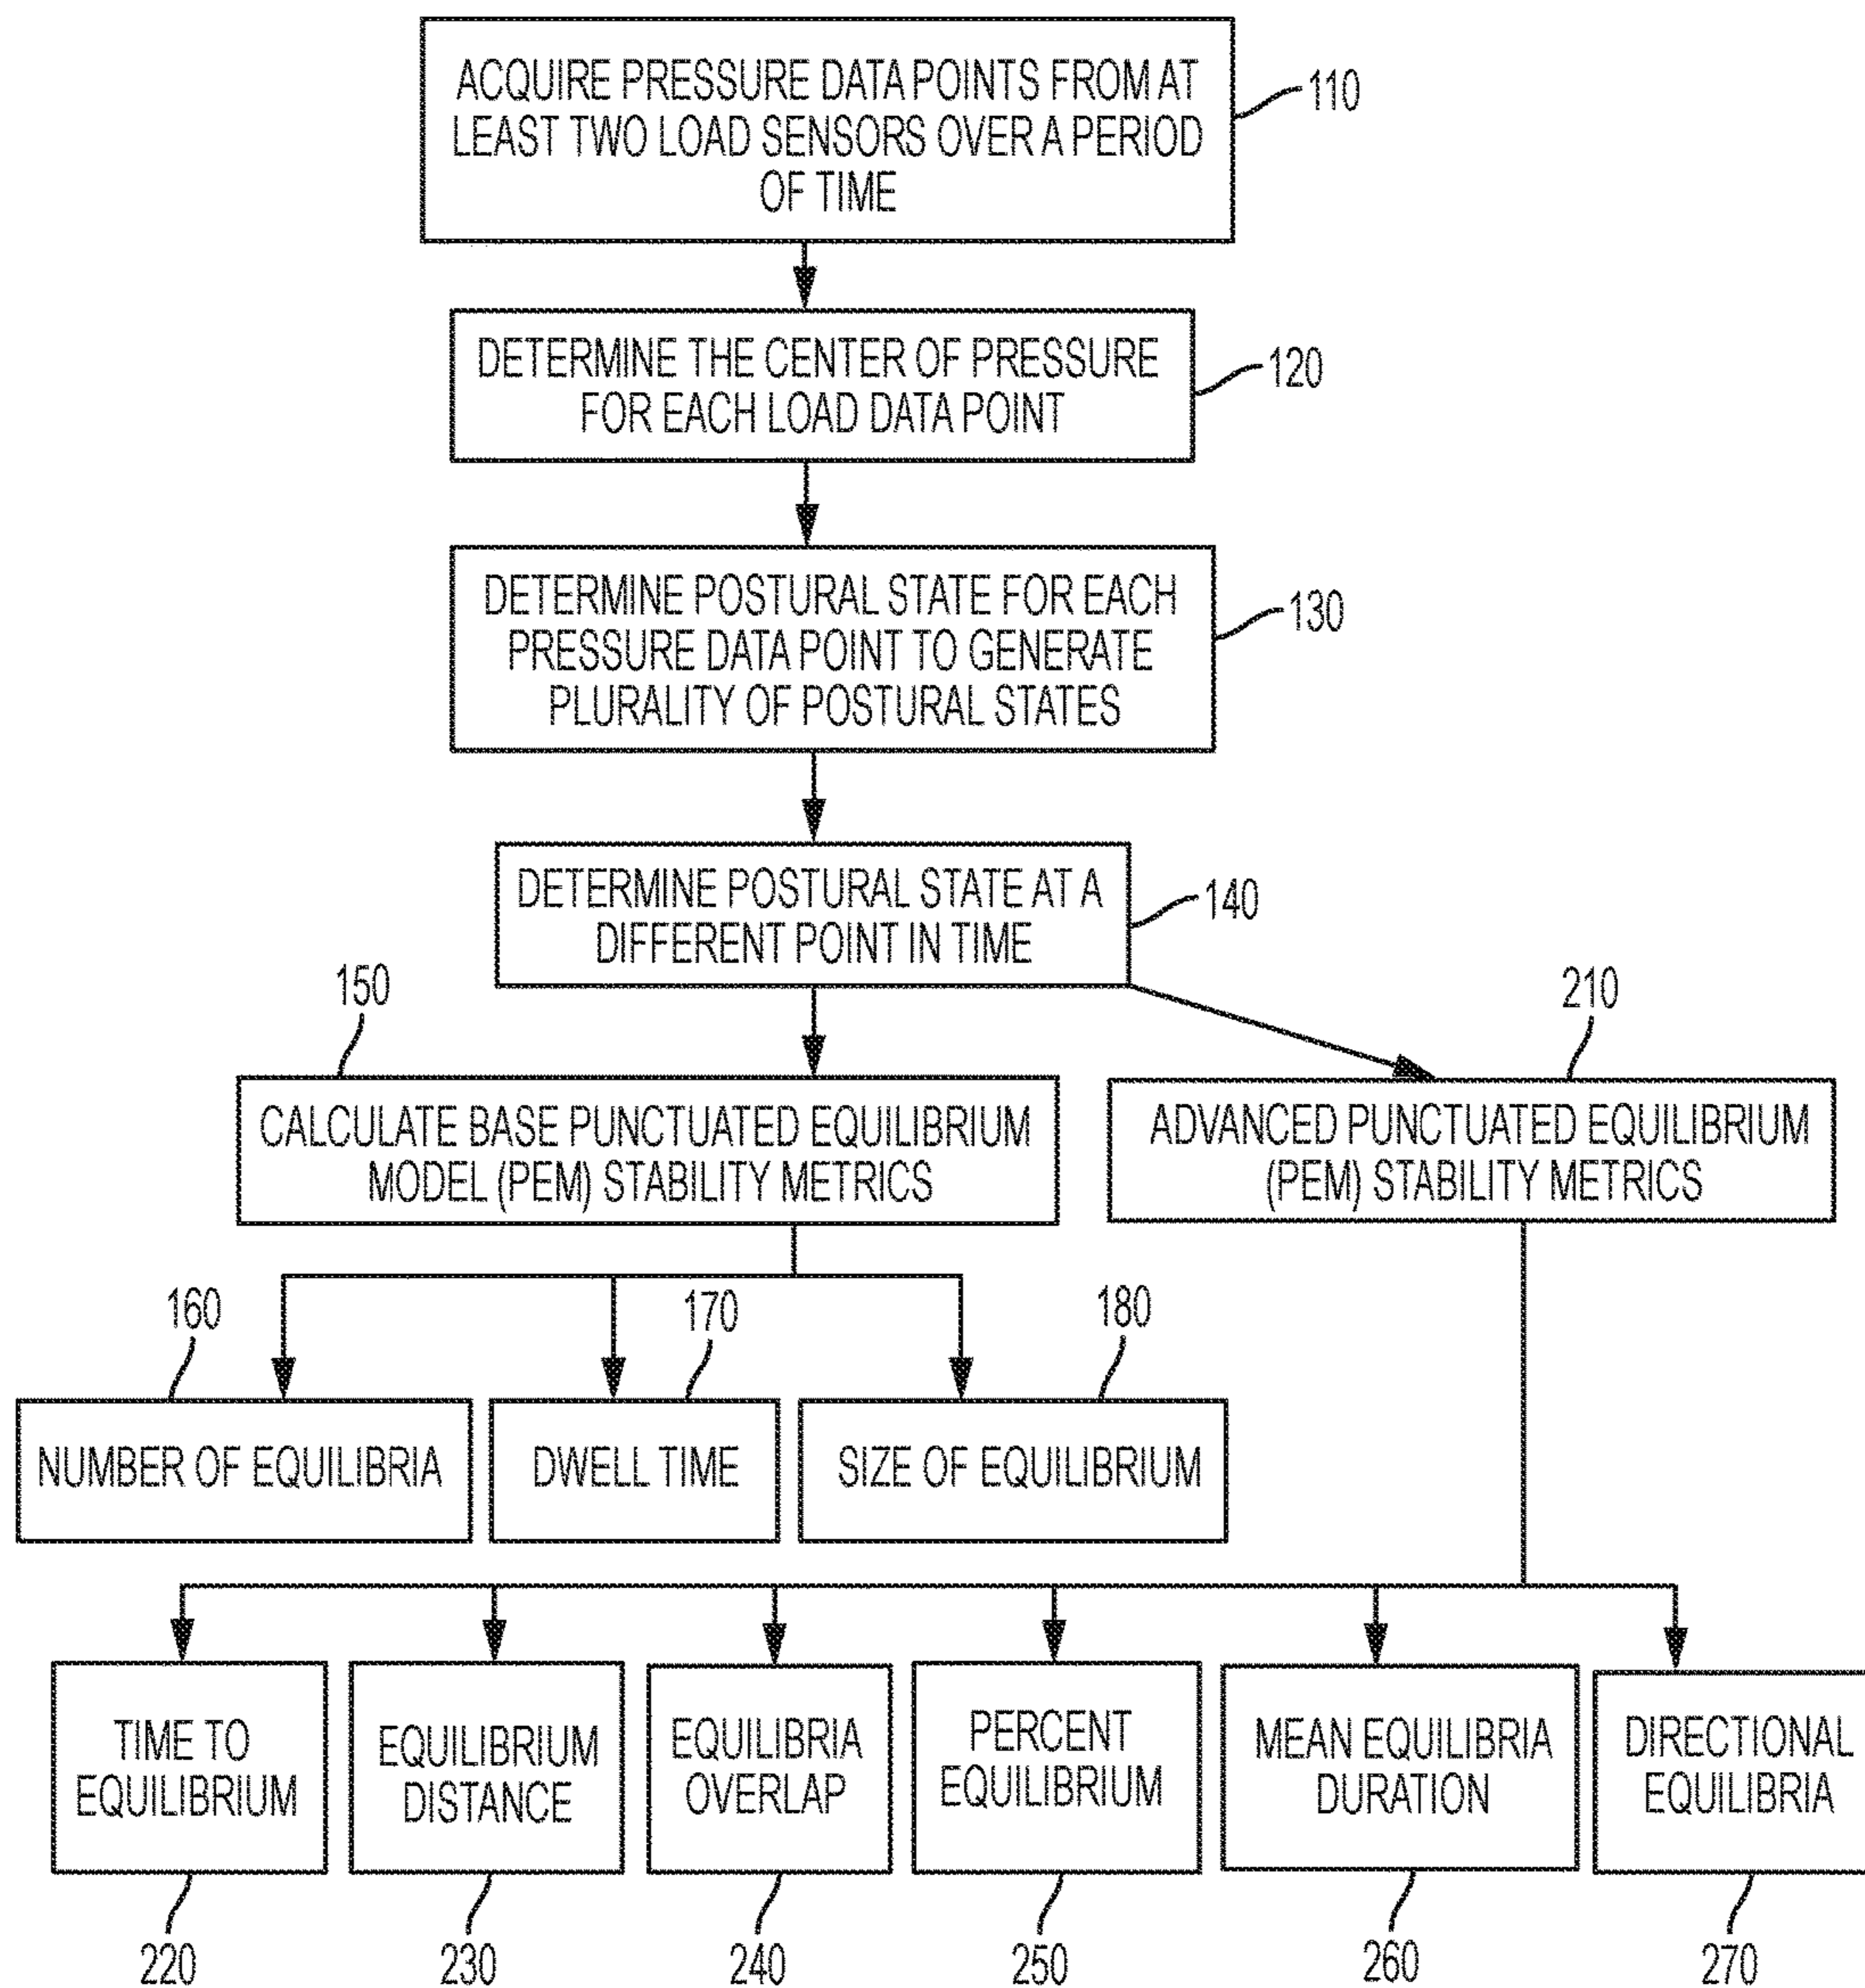 ACQUIRE PRESSURE DATA POINTS FROM AT
LEAST TWO LOAD SENSORS OVER A PERIOD
OF TIME
110
DETERMINE THE CENTER OF PRESSURE
FOR EACH LOAD DATA POINT
120
DETERMINE POSTURAL STATE FOR EACH
PRESSURE DATA POINT TO GENERATE
PLURALITY OF POSTURAL STATES
130
DETERMINE POSTURAL STATE AT A
DIFFERENT POINT IN TIME
140
150
CALCULATE BASE PUNCTUATED EQUILIBRIUM
MODEL (PEM) STABILITY METRICS
210
ADVANCED PUNCTUATED EQUILIBRIUM
(PEM) STABILITY METRICS
160
NUMBER OF EQUILIBRIA
170
DWELL TIME
180
SIZE OF EQUILIBRIUM
TIME TO
EQUILIBRIUM
220
EQUILIBRIUM
DISTANCE
230
EQUILIBRIA
OVERLAP
240
PERCENT
EQUILIBRIUM
250
MEAN EQUILIBRIA
DURATION
260
DIRECTIONAL
EQUILIBRIA
270